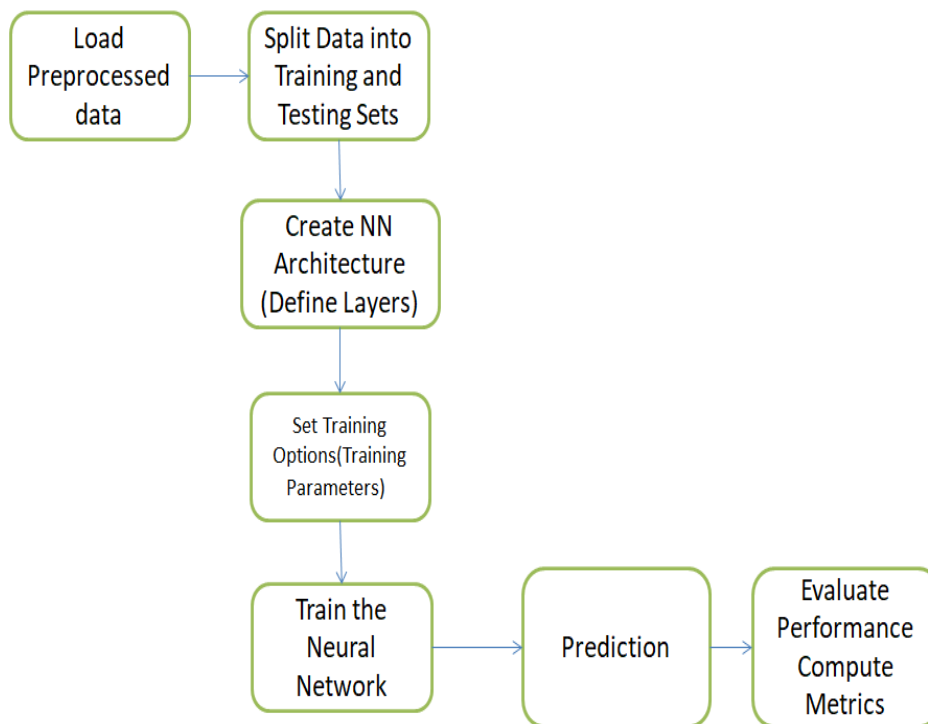 Load
Preprocessed
data
Split Data into
Training and
Testing Sets
Create NN
Architecture
(Define Layers)
Set Training
Options(Training
Parameters)
Train the
Neural
Network
Prediction
Evaluate
Performance
Compute
Metrics